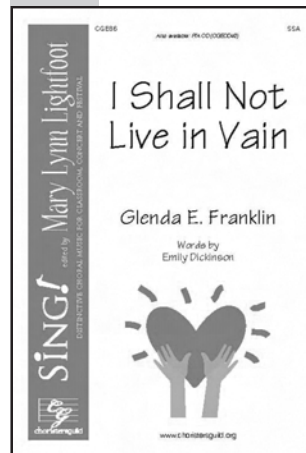 SSA
I Shall Not
Live in Vain
Glenda E. Franklin
Words by
Emily Dickinson
SING! edited by Mary Lynn Lightfoot
DISTINCTIVE CHORAL MUSIC FOR CLASSROOM, CONCERT AND FESTIVAL
choristersguild
www.choristersguild.org